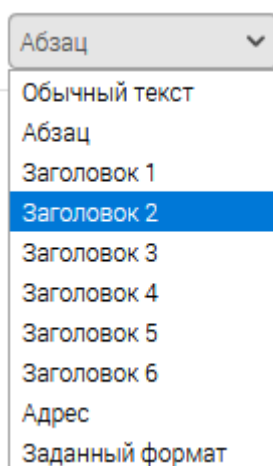 Абзац
Обычный текст
Абзац
Заголовок 1
Заголовок 2
Заголовок 3
Заголовок 4
Заголовок 5
Заголовок 6
Адрес
Заданный формат